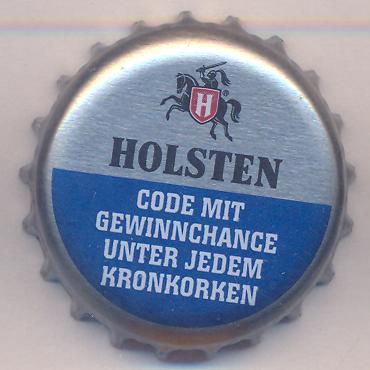 H
®
HOLSTEN
CODE MIT
GEWINNCHANCE
UNTER JEDEM
KRONKORKEN